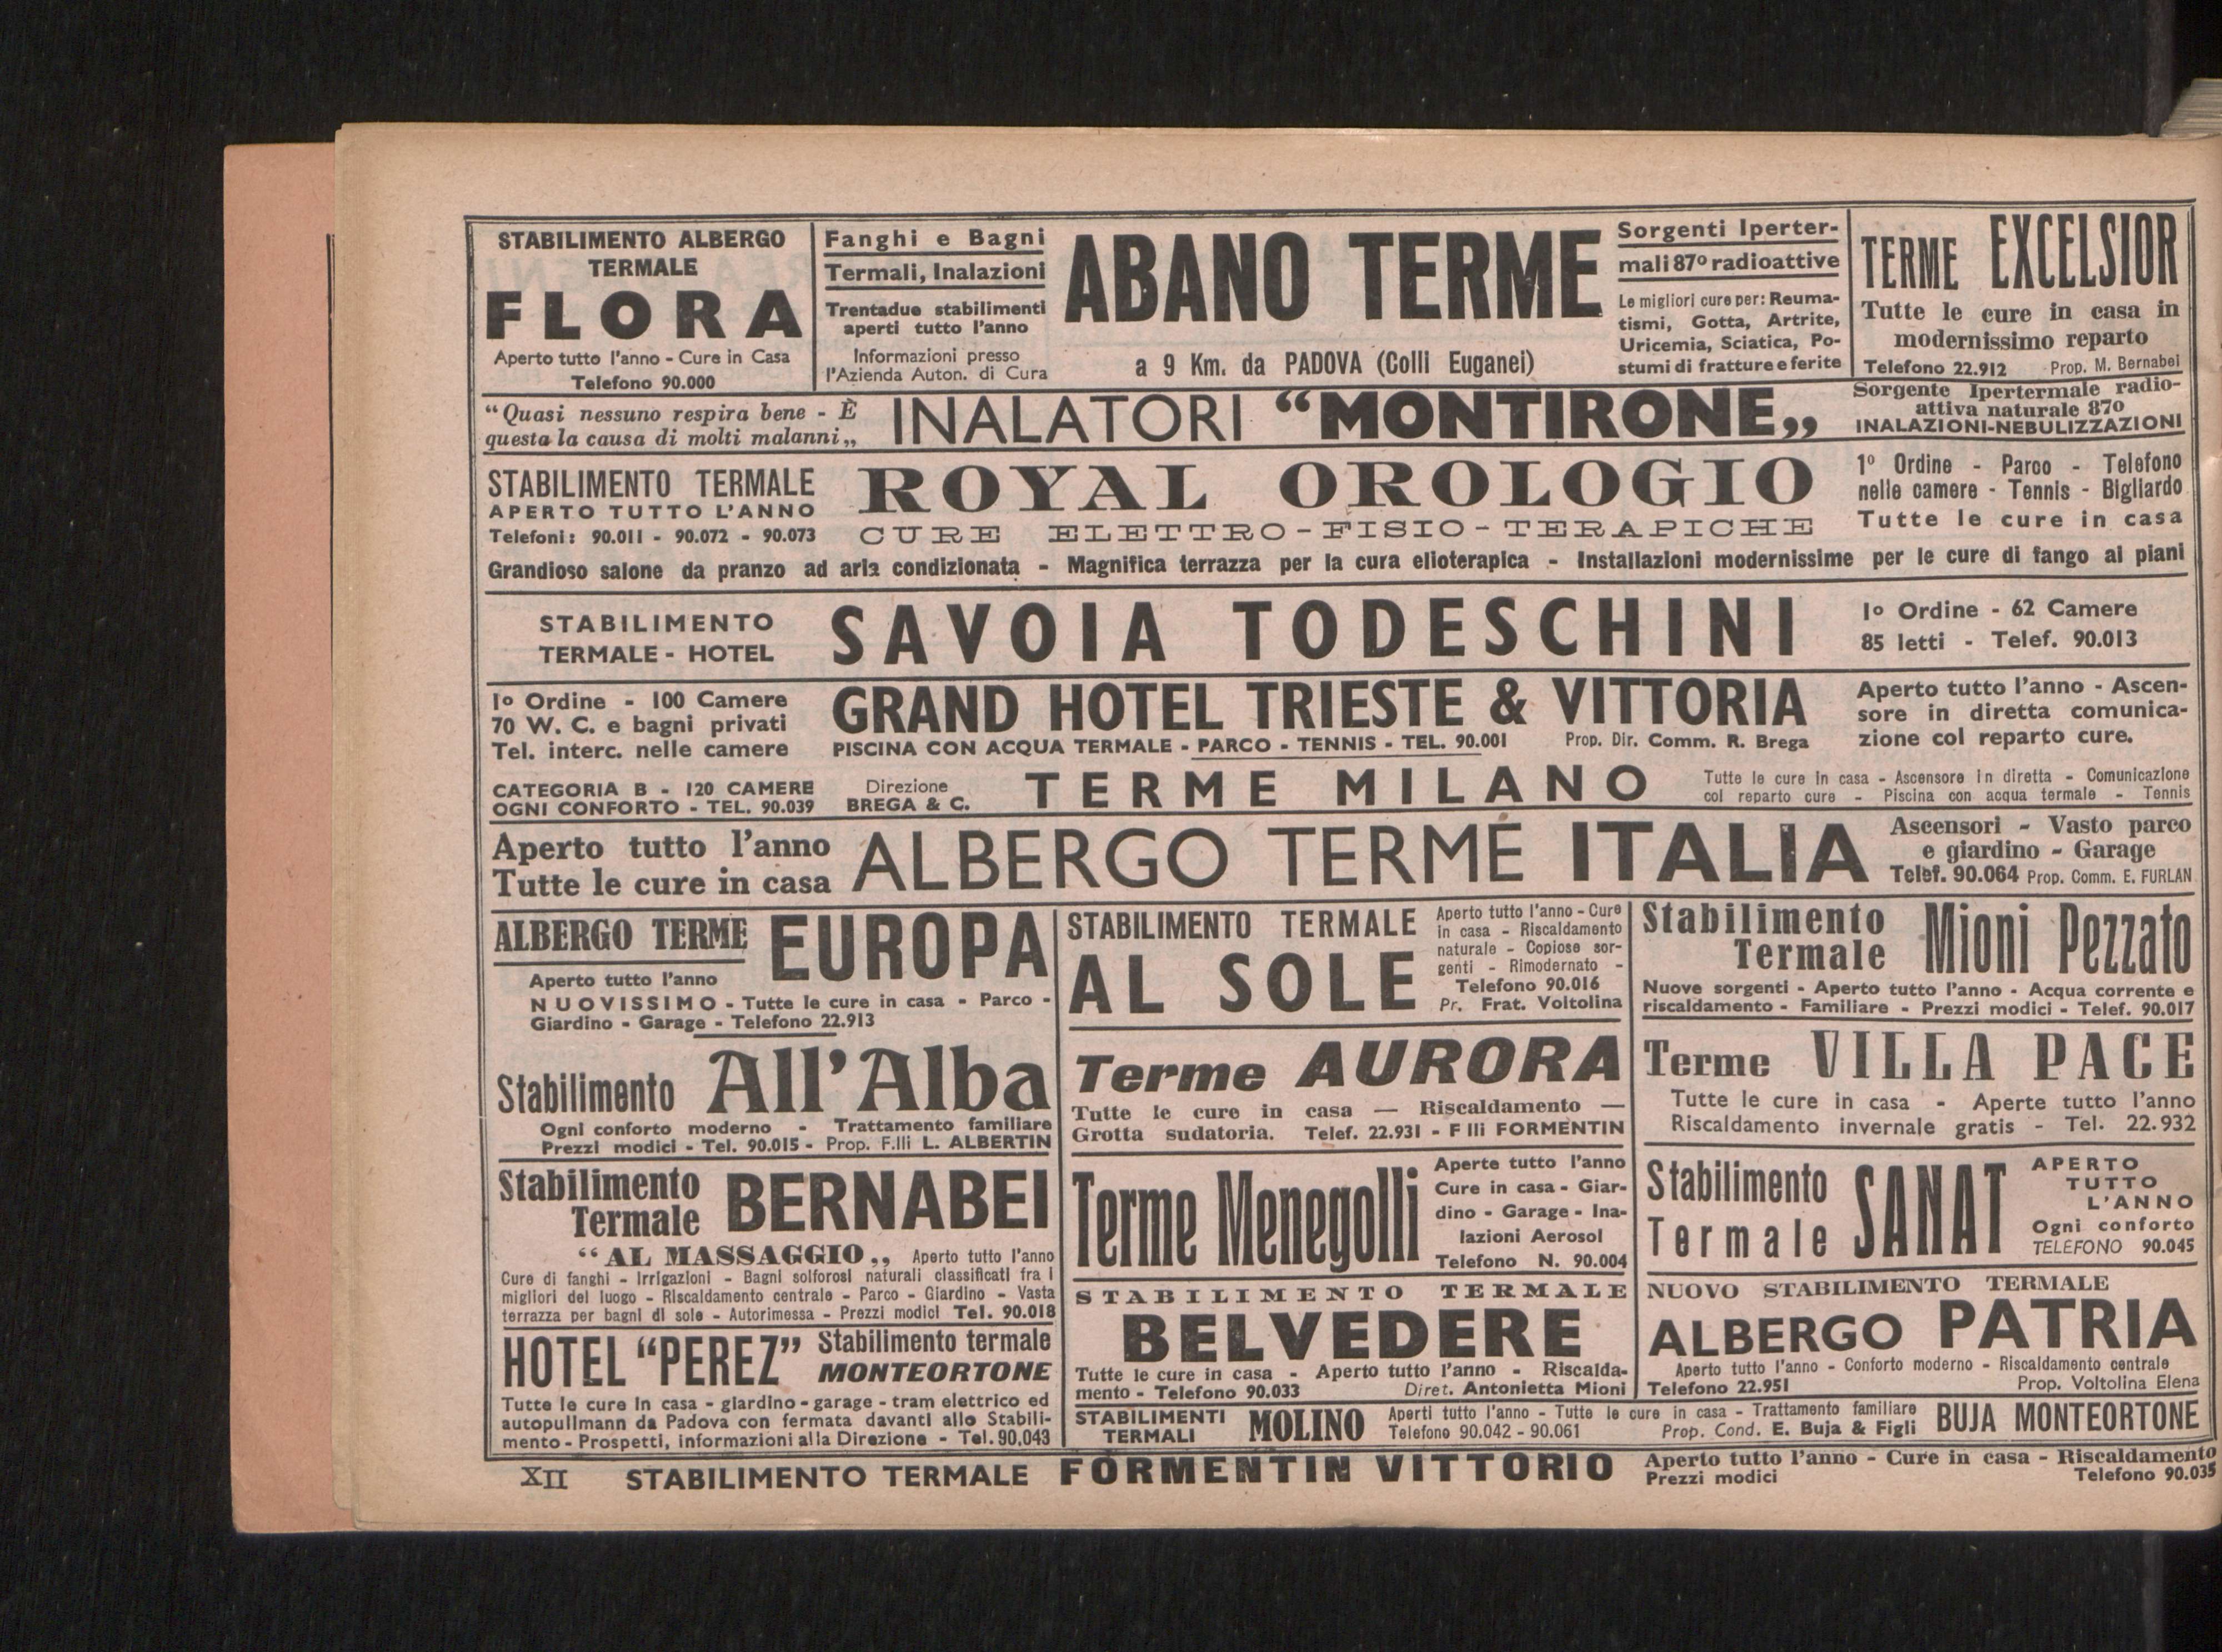 STABILIMENTO ALBERGO
TERMALE
FLORA
Aperto tutto l'anno - Cure in Casa
Telefono 90.000
Fanghi e Bagni
Termali, Inalazioni
Trentadue stabilimenti
aperti tutto l'anno
Informazioni presso
l'Azienda Auton. di Cura
ABANO TERME
a 9 Km. da PADOVA (Colli Euganei)
Sorgenti Iperter-
mali 87º radioattive
Le migliori cure per: Reuma-
tismi, Gotta, Artrite,
Uricemia, Sciatica, Po-
stumi di fratture e ferite
TERME EXCELSIOR
Tutte le cure in casa in
modernissimo reparto
Telefono 22.912 Prop. M. Bernabei
"Quasi nessuno respira bene - È
questa la causa di molti malanni„
INALATORI "MONTIRONE„
Sorgente Ipertermale radio-
attiva naturale 87º
INALAZIONI-NEBULIZZAZIONI
STABILIMENTO TERMALE
APERTO TUTTO L'ANNO
Telefoni: 90.011 - 90.072 - 90.073
ROYAL OROLOGIO
CURE ELETTRO-FISIO-TERAPICHE
1º Ordine - Parco - Telefono
nelle camere - Tennis - Bigliardo
Tutte le cure in casa
Grandioso salone da pranzo ad aria condizionata - Magnifica terrazza per la cura elioterapica - Installazioni modernissime per le cure di fango ai piani
STABILIMENTO
TERMALE - HOTEL
SAVOIA TODESCHINI
1º Ordine - 62 Camere
85 letti - Telef. 90.013
1º Ordine - 100 Camere
70 W. C. e bagni privati
Tel. interc. nelle camere
GRAND HOTEL TRIESTE & VITTORIA
PISCINA CON ACQUA TERMALE - PARCO - TENNIS - TEL. 90.001 Prop. Dir. Comm. R. Brega
Aperto tutto l'anno - Ascen-
sore in diretta comunica-
zione col reparto cure.
CATEGORIA B - 120 CAMERE
OGNI CONFORTO - TEL. 90.039
Direzione
BREGA & C.
TERME MILANO
Tutte le cure in casa - Ascensore in diretta - Comunicazione
col reparto cure - Piscina con acqua termale - Tennis
Aperto tutto l'anno
Tutte le cure in casa
ALBERGO TERME ITALIA
Ascensori - Vasto parco
e giardino - Garage
Telef. 90.064 Prop. Comm. E. FURLAN
ALBERGO TERME EUROPA
Aperto tutto l'anno
NUOVISSIMO - Tutte le cure in casa - Parco -
Giardino - Garage - Telefono 22.913
Stabilimento All'Alba
Ogni conforto moderno - Trattamento familiare
Prezzi modici - Tel. 90.015 - Prop. F.lli L. ALBERTIN
Stabilimento
Termale
BERNABEI
"AL MASSAGGIO„ Aperto tutto l'anno
Cure di fanghi - Irrigazioni - Bagni solforosi naturali classificati fra i
migliori del luogo - Riscaldamento centrale - Parco - Giardino - Vasta
terrazza per bagni di sole - Autorimessa - Prezzi modici Tel. 90.018
HOTEL "PEREZ"
Stabilimento termale
MONTEORTONE
Tutte le cure in casa - giardino - garage - tram elettrico ed
autopullmann da Padova con fermata davanti allo Stabili-
mento - Prospetti, informazioni alla Direzione - Tel. 90.043
STABILIMENTO TERMALE
AL SOLE
Aperto tutto l'anno - Cure
in casa - Riscaldamento
naturale - Copiose sor-
genti - Rimodernato -
Telefono 90.016
Pr. Frat. Voltolina
Terme AURORA
Tutte le cure in casa — Riscaldamento —
Grotta sudatoria. Telef. 22.931 - F lli FORMENTIN
Terme Menegolli
Aperte tutto l'anno
Cure in casa - Giar-
dino - Garage - Ina-
lazioni Aerosol
Telefono N. 90.004
STABILIMENTO TERMALE
BELVEDERE
Tutte le cure in casa - Aperto tutto l'anno - Riscalda-
mento - Telefono 90.033 Diret. Antonietta Mioni
Stabilimento
Termale
Mioni Pezzato
Nuove sorgenti - Aperto tutto l'anno - Acqua corrente e
riscaldamento - Familiare - Prezzi modici - Telef. 90.017
Terme VILLA PACE
Tutte le cure in casa - Aperte tutto l'anno
Riscaldamento invernale gratis - Tel. 22.932
Stabilimento
Termale
SANAT
APERTO
TUTTO
L'ANNO
Ogni conforto
TELEFONO 90.045
NUOVO STABILIMENTO TERMALE
ALBERGO PATRIA
Aperto tutto l'anno - Conforto moderno - Riscaldamento centrale
Telefono 22.951 Prop. Voltolina Elena
STABILIMENTI
TERMALI
MOLINO
Aperti tutto l'anno - Tutte le cure in casa - Trattamento familiare
Telefono 90.042 - 90.061 Prop. Cond. E. Buja & Figli
BUJA MONTEORTONE
XII
STABILIMENTO TERMALE FORMENTIN VITTORIO
Aperto tutto l'anno - Cure in casa - Riscaldamento
Prezzi modici Telefono 90.035